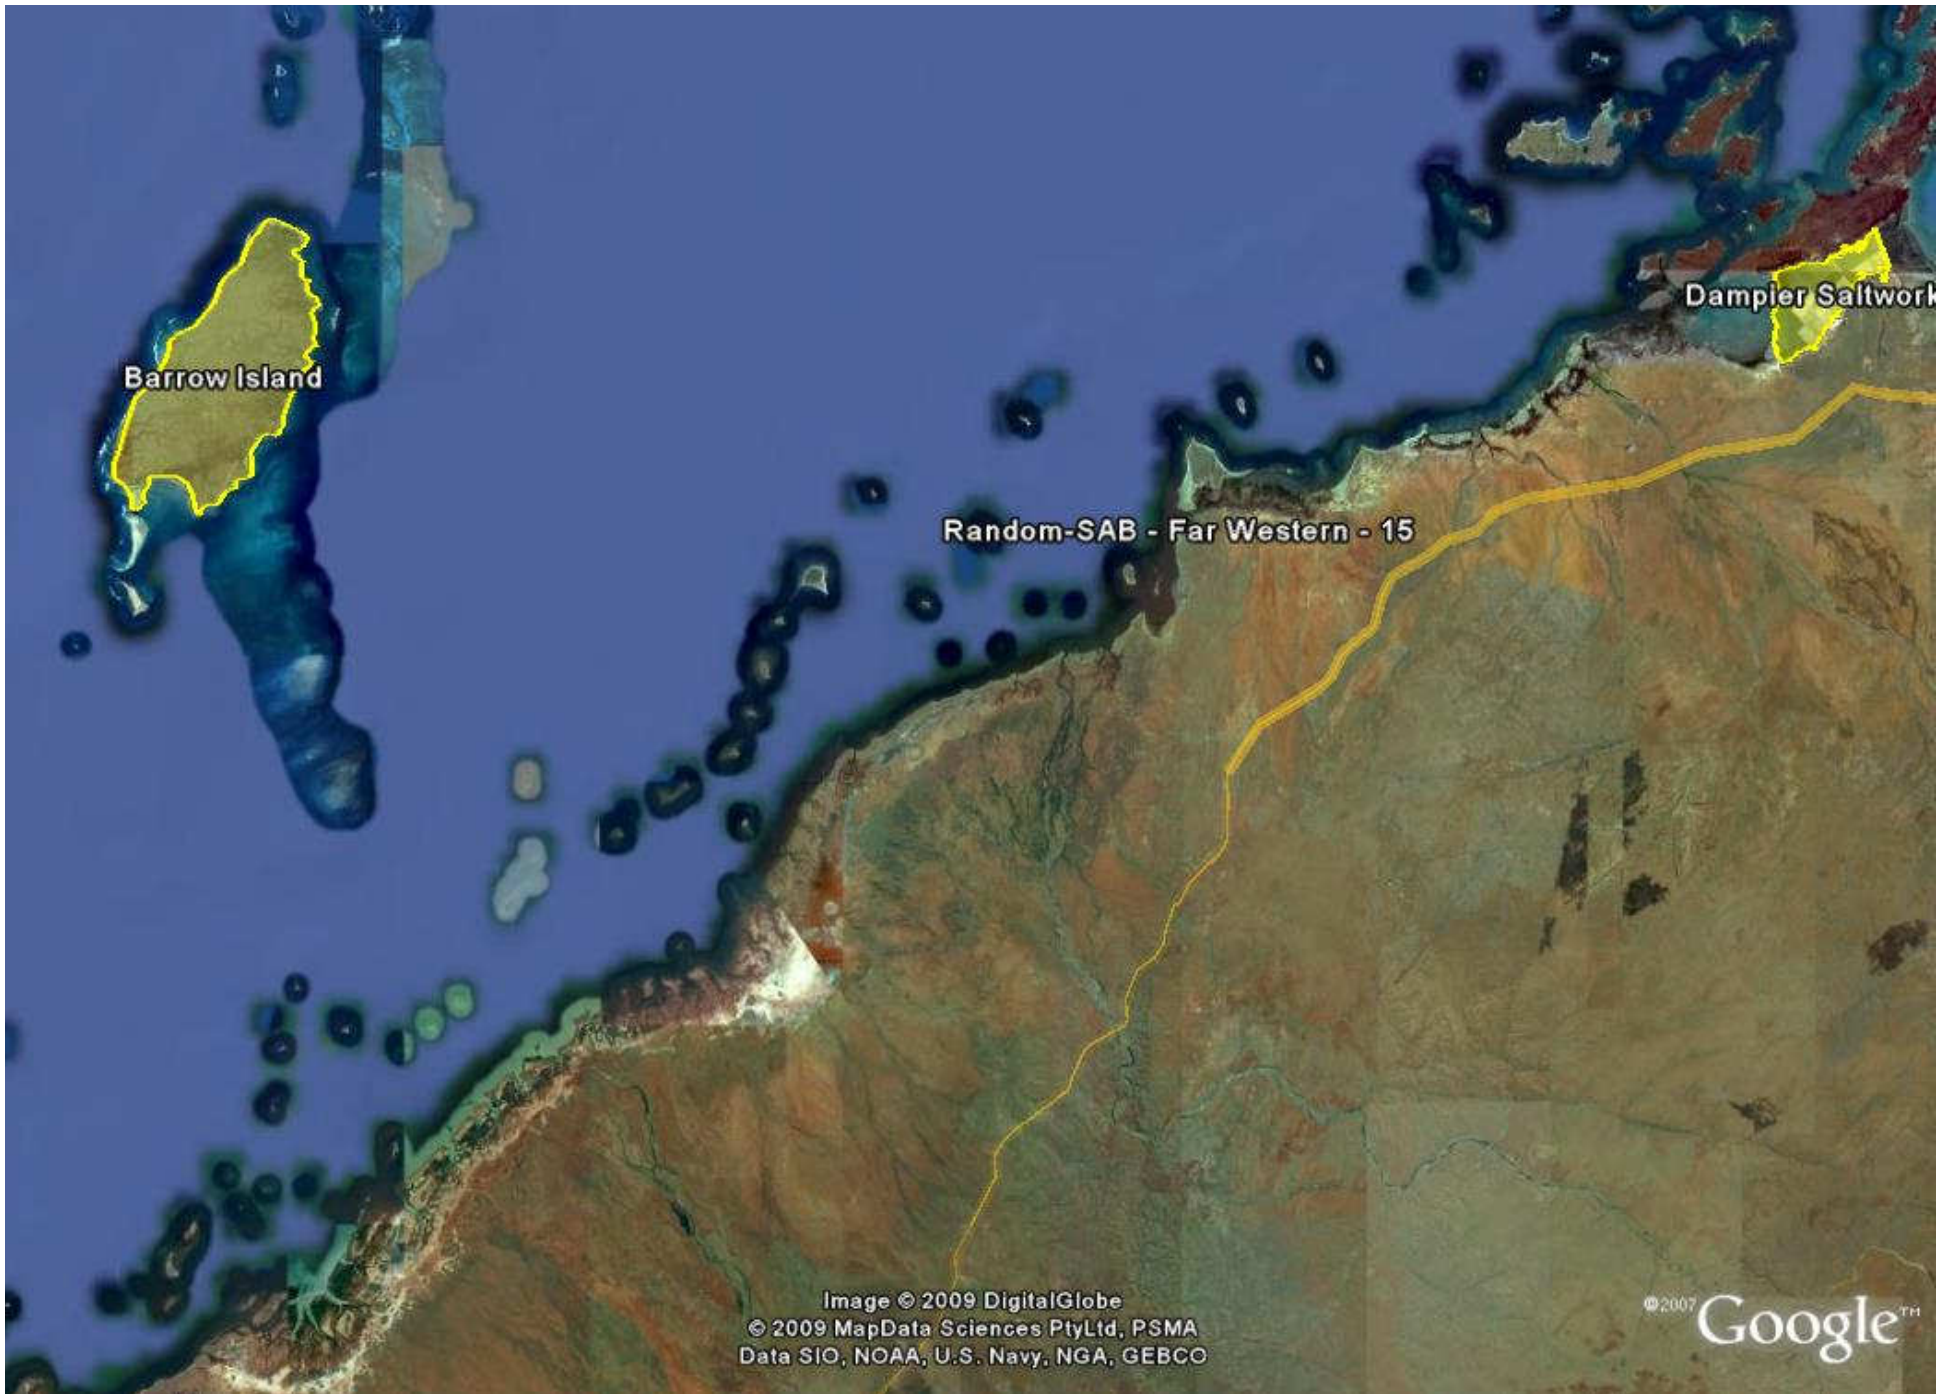 Dampier Saltwork
Barrow Island
Random-SAB - Far Western - 15
Image © 2009 DigitalGlobe
© 2009 MapData Sciences PtyLtd, PSMA
Data SIO, NOAA, U.S. Navy, NGA, GEBCO
©2007 Google™